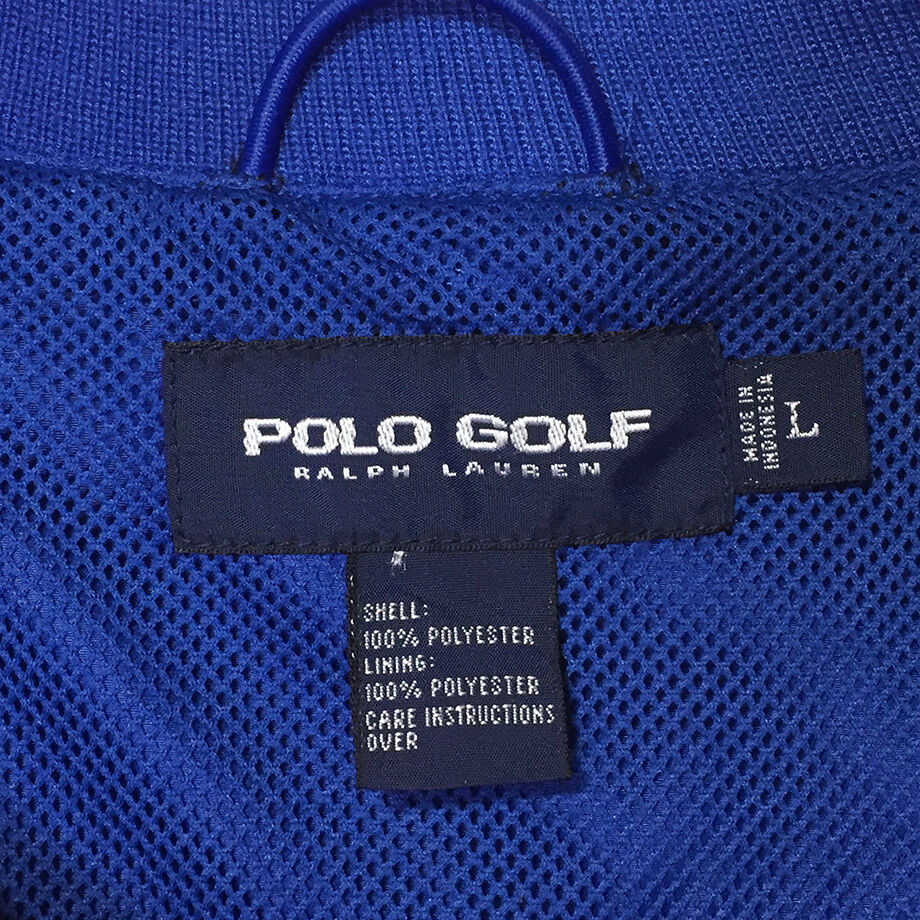 POLO GOLF
RALPH LAUREN
MADE IN
INDONESIA
L
SHELL:
100% POLYESTER
LINING:
100% POLYESTER
CARE INSTRUCTIONS
OVER